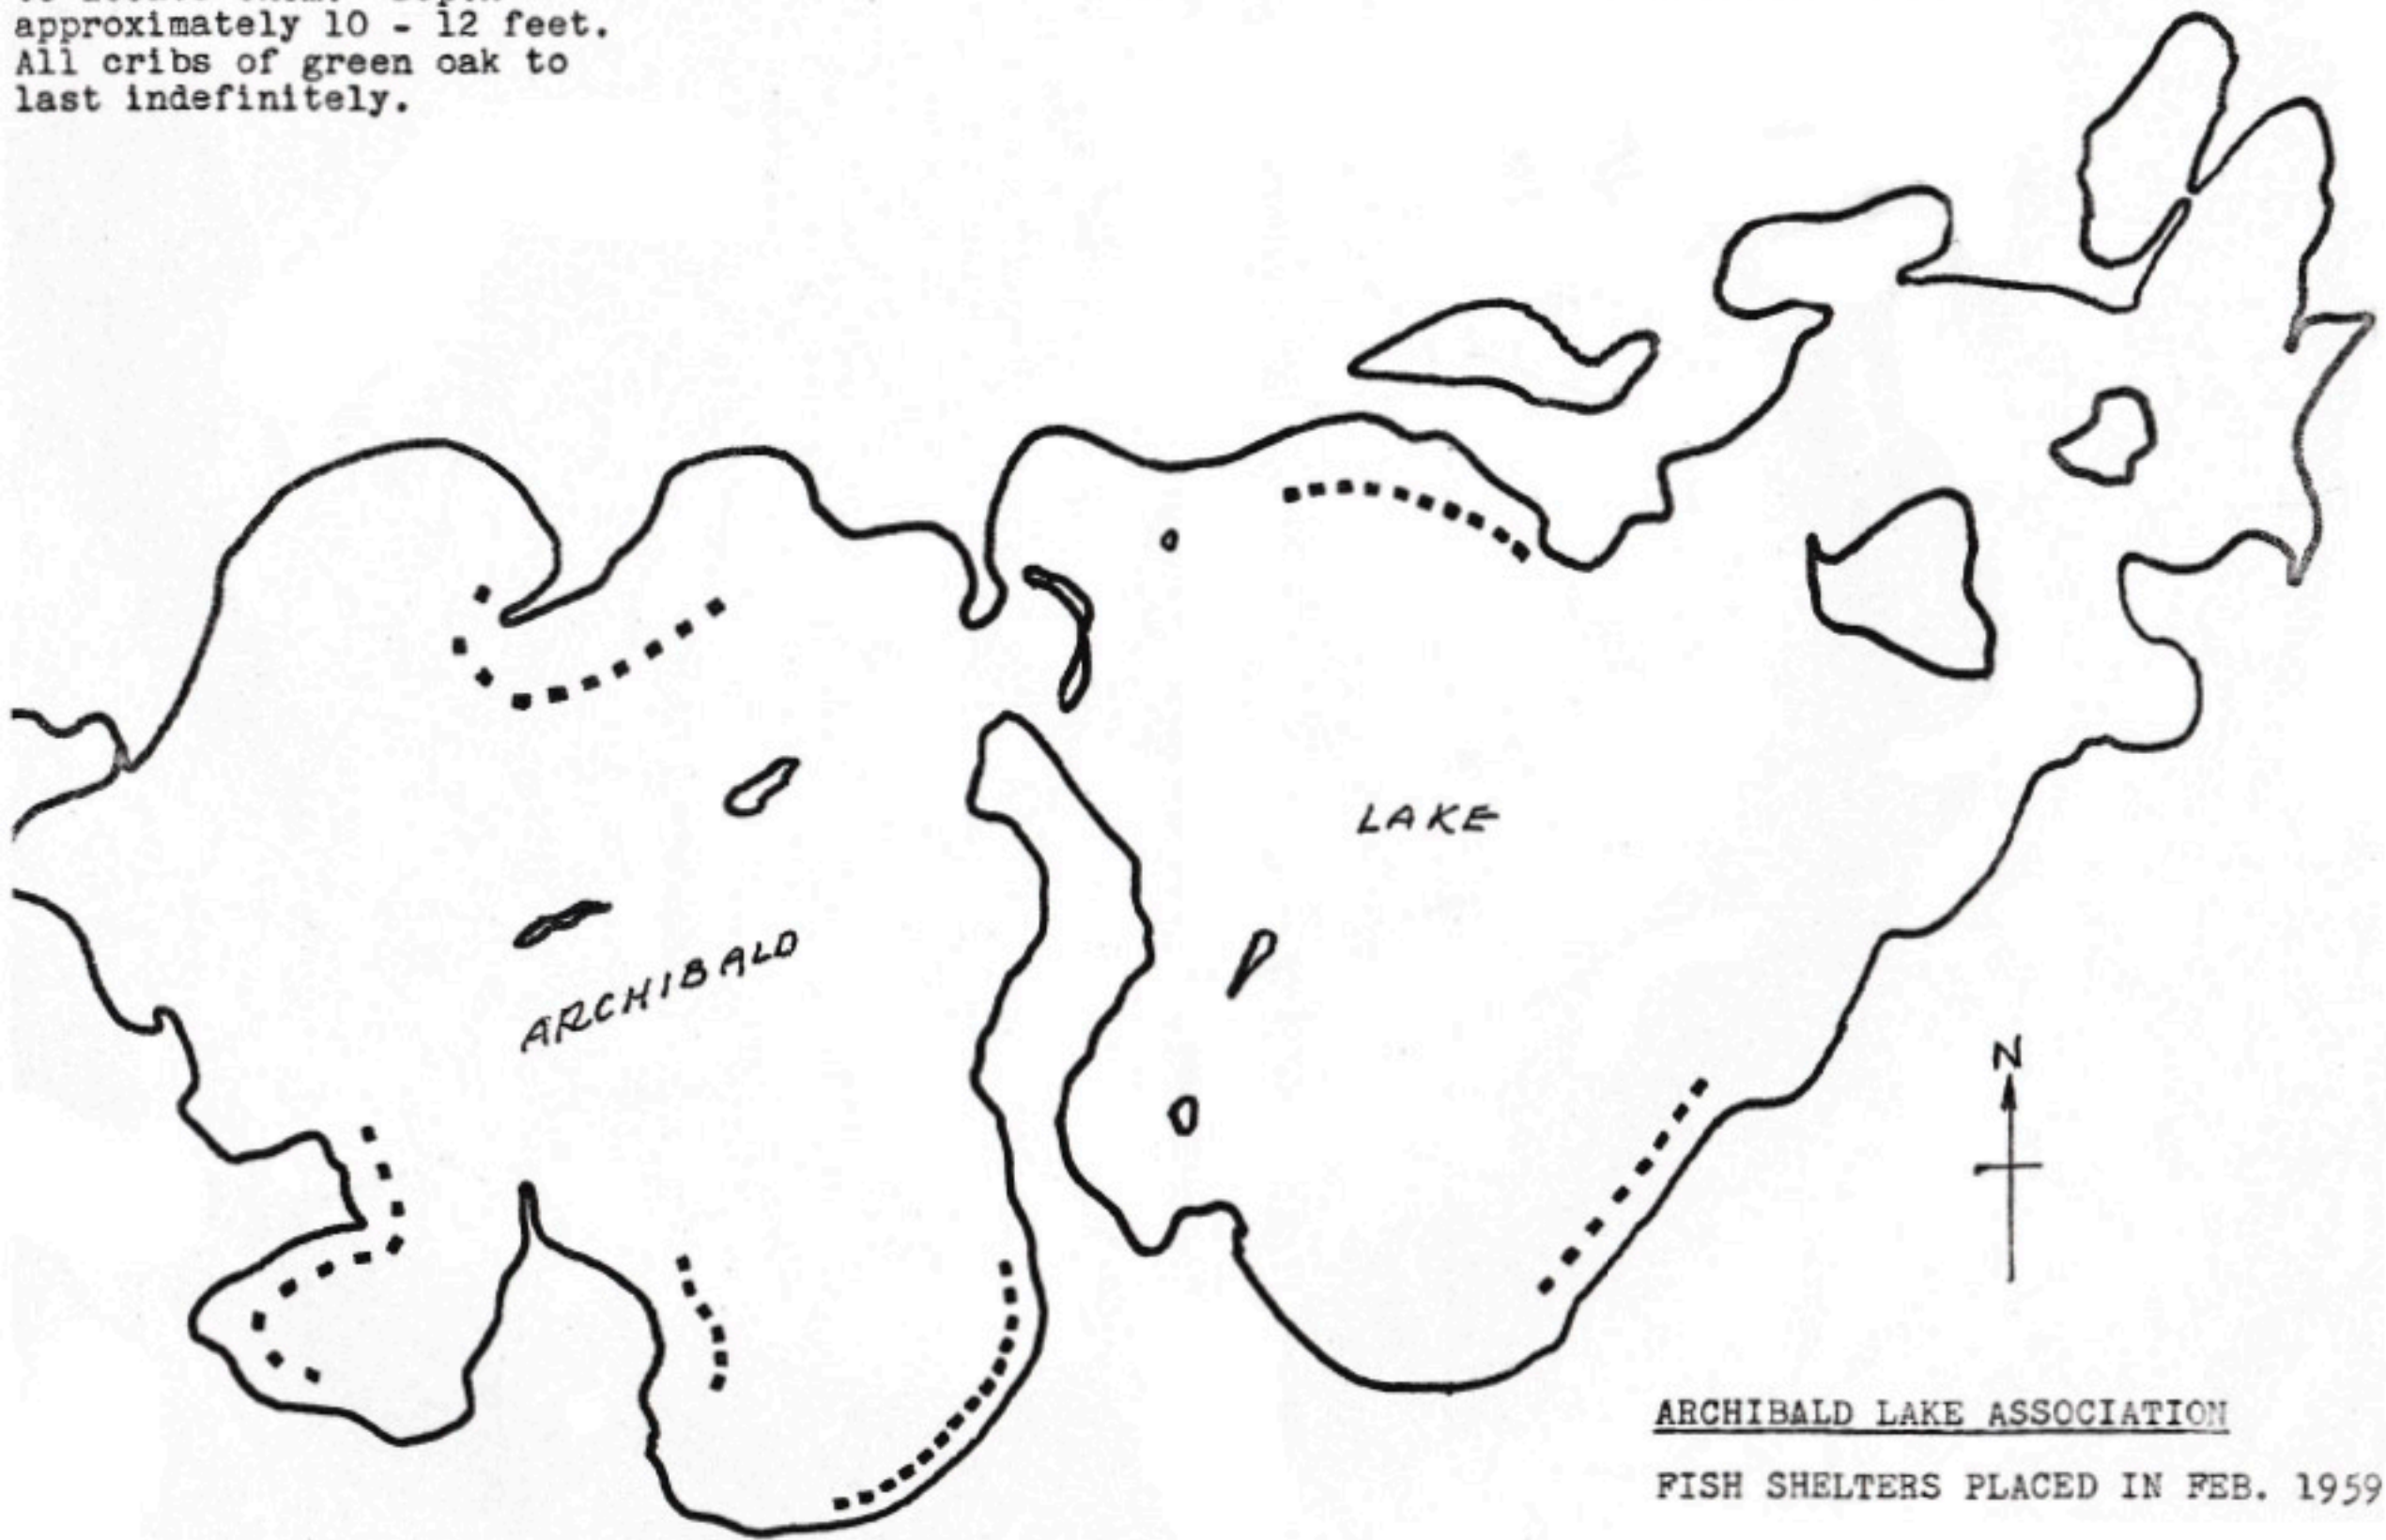 approximately 10 - 12 feet.
All cribs of green oak to
last indefinitely.
LAKE
ARCHIBALD
N
ARCHIBALD LAKE ASSOCIATION
FISH SHELTERS PLACED IN FEB. 1959